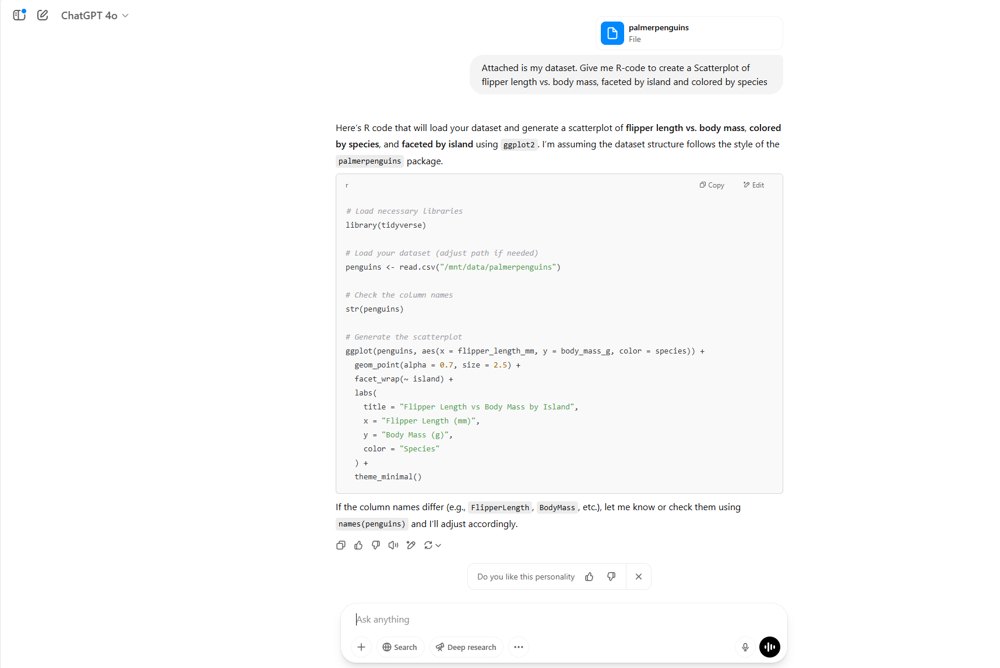 ChatGPT 4o
palmerpenguins
File
Attached is my dataset. Give me R-code to create a Scatterplot of
flipper length vs. body mass, faceted by island and colored by species
Here's R code that will load your dataset and generate a scatterplot of flipper length vs. body mass, colored
by species, and faceted by island using ggplot2. I'm assuming the dataset structure follows the style of the
palmerpenguins package.
r
Copy
Edit
# Load necessary libraries
library(tidyverse)
# Load your dataset (adjust path if needed)
penguins <- read.csv("/mnt/data/palmerpenguins")
# Check the column names
str(penguins)
# Generate the scatterplot
ggplot(penguins, aes(x = flipper_length_mm, y = body_mass_g, color = species)) +
  geom_point(alpha = 0.7, size = 2.5) +
  facet_wrap(~ island) +
  labs(
    title = "Flipper Length vs Body Mass by Island",
    x = "Flipper Length (mm)",
    y = "Body Mass (g)",
    color = "Species"
  ) +
  theme_minimal()
If the column names differ (e.g., FlipperLength, BodyMass, etc.), let me know or check them using
names(penguins) and I'll adjust accordingly.
Do you like this personality
Ask anything
Search
Deep research